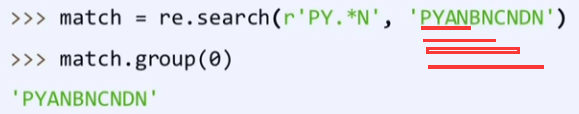 >>> match = re.search(r'PY.*N', 'PYANBNCNDN')
>>> match.group(0)
'PYANBNCNDN'